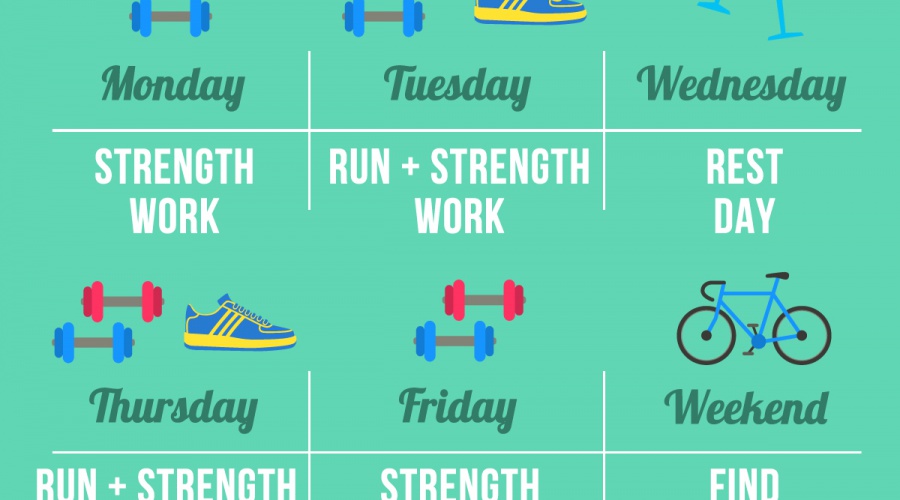 Monday
Tuesday
Wednesday
STRENGTH
WORK
RUN + STRENGTH
WORK
REST
DAY
Thursday
Friday
Weekend
RUN + STRENGTH
STRENGTH
FIND